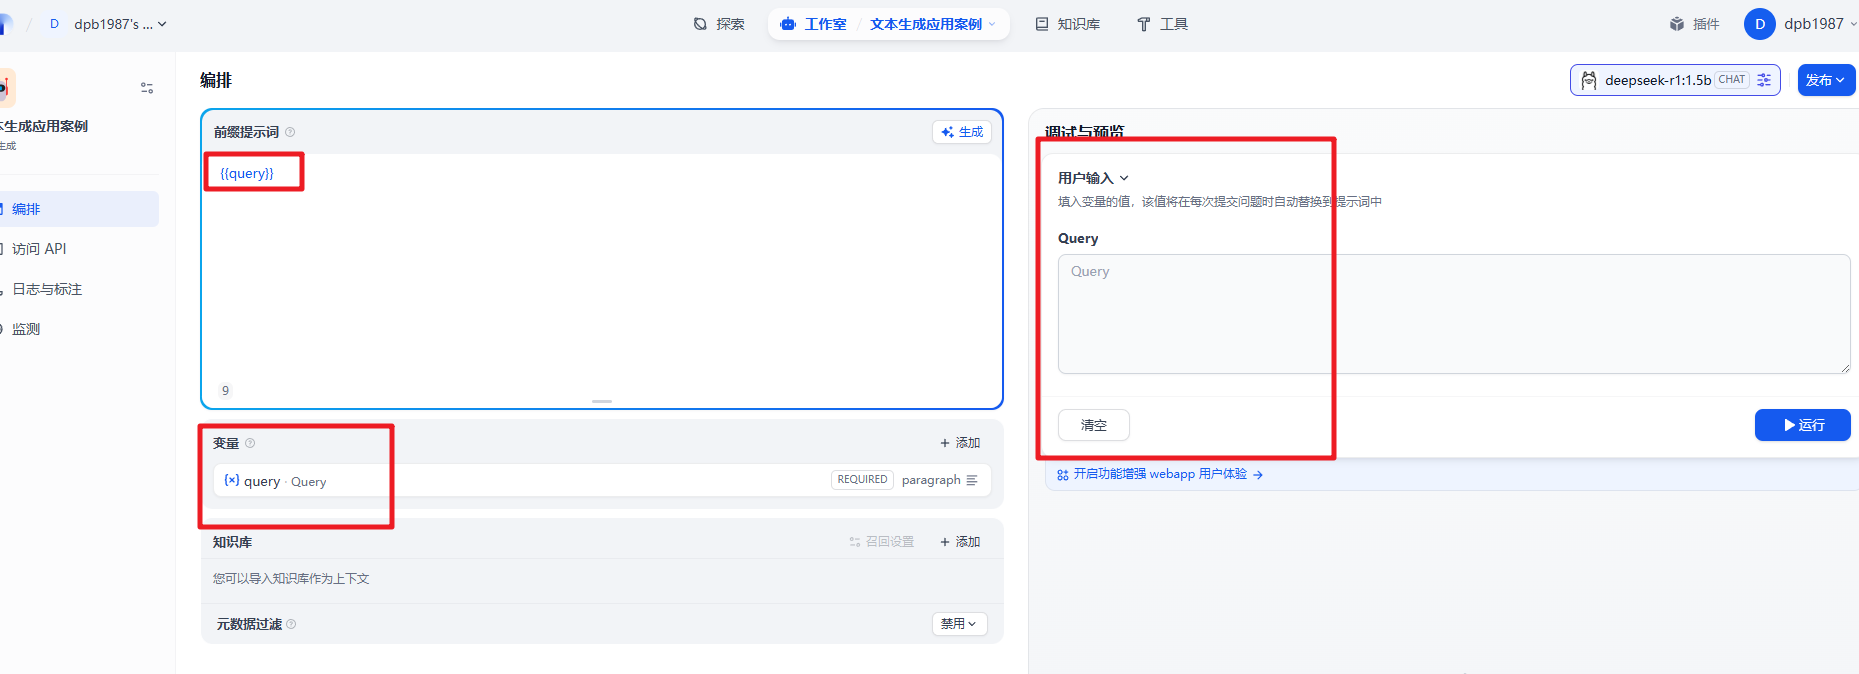 D dpb1987's ...
探索
工作室 / 文本生成应用案例
知识库
工具
插件
D dpb1987
生成应用案例
生成
编排
访问 API
日志与标注
监测
编排
deepseek-r1:1.5b CHAT
发布
前缀提示词
生成
{{query}}
9
变量
添加
query · Query
REQUIRED
paragraph
知识库
召回设置
添加
您可以导入知识库作为上下文
元数据过滤
禁用
调试与预览
用户输入
填入变量的值，该值将在每次提交问题时自动替换到提示词中
Query
Query
清空
运行
开启功能增强 webapp 用户体验